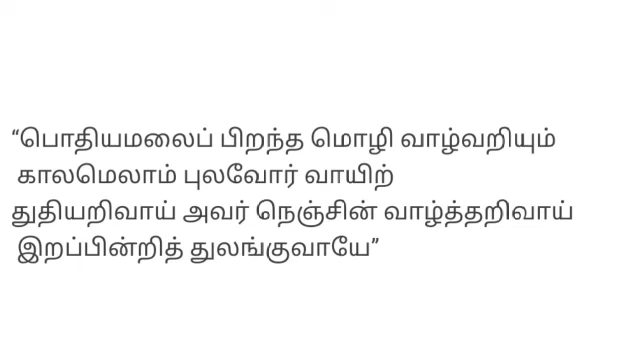 “பொதியமலைப் பிறந்த மொழி வாழ்வறியும்
காலமெலாம் புலவோர் வாயிற்
துதியறிவாய் அவர் நெஞ்சின் வாழ்த்தறிவாய்
இறப்பின்றித் துலங்குவாயே”